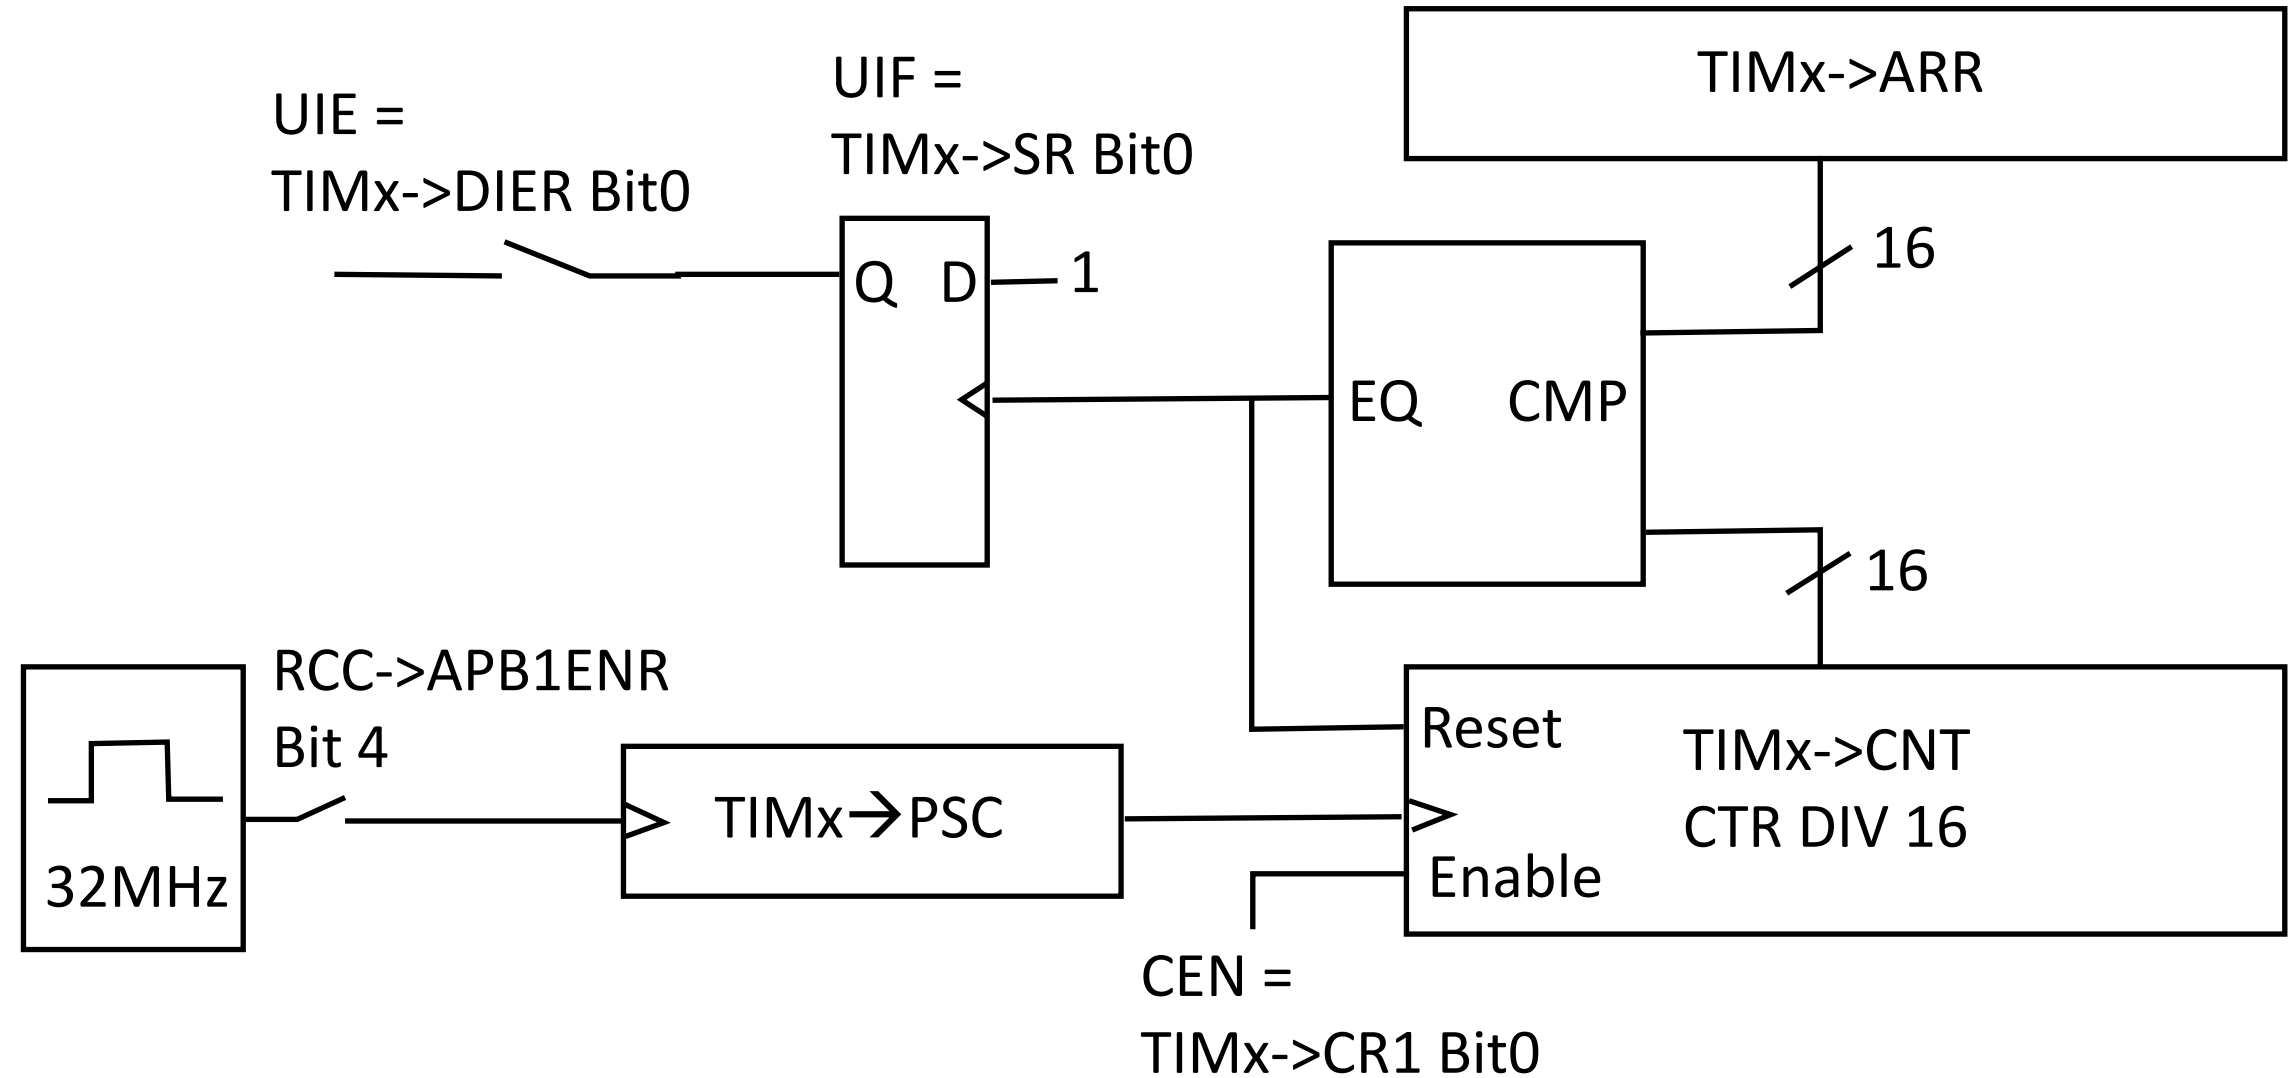 UIE =
TIMx->DIER Bit0
UIF =
TIMx->SR Bit0
TIMx->ARR
16
Q D
1
EQ CMP
16
32MHz
RCC->APB1ENR
Bit 4
TIMx→PSC
Reset
Enable
TIMx->CNT
CTR DIV 16
CEN =
TIMx->CR1 Bit0